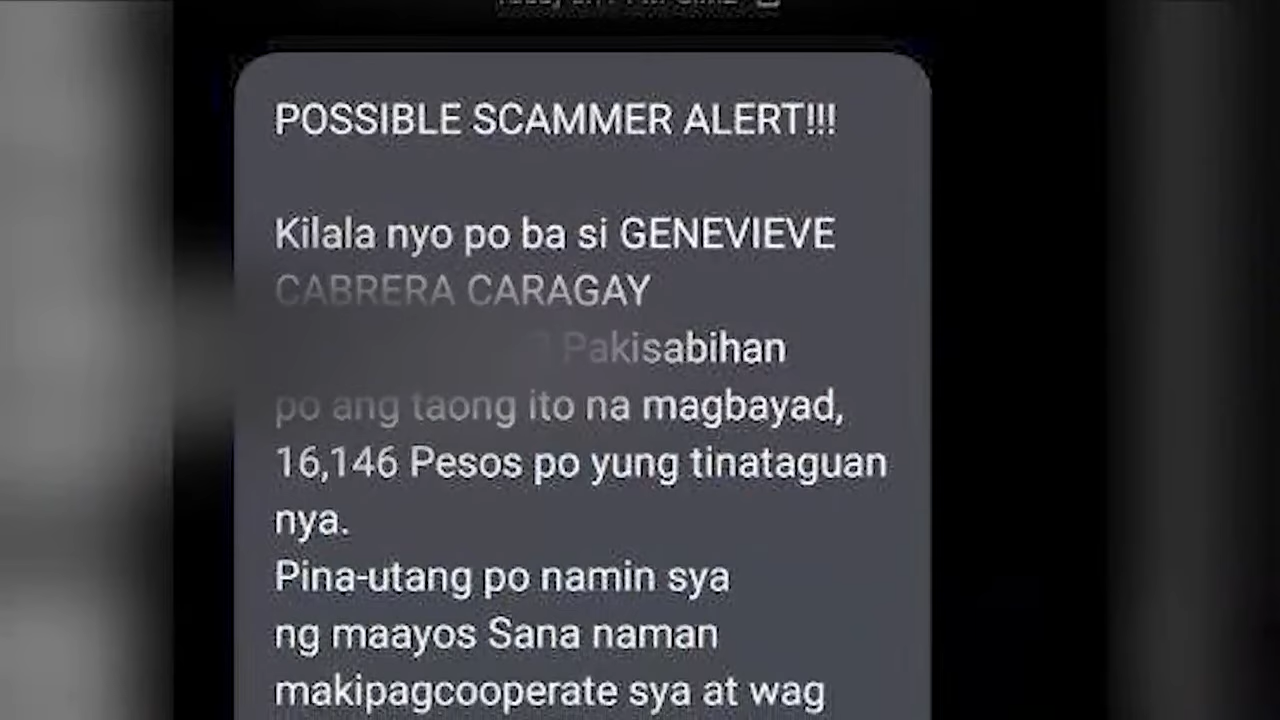 POSSIBLE SCAMMER ALERT!!!
Kilala nyo po ba si GENEVIEVE
CABRERA CARAGAY
Pakisabihan
po ang taong ito na magbayad,
16,146 Pesos po yung tinataguan
nya.
Pina-utang po namin sya
ng maayos Sana naman
makipagcooperate sya at wag